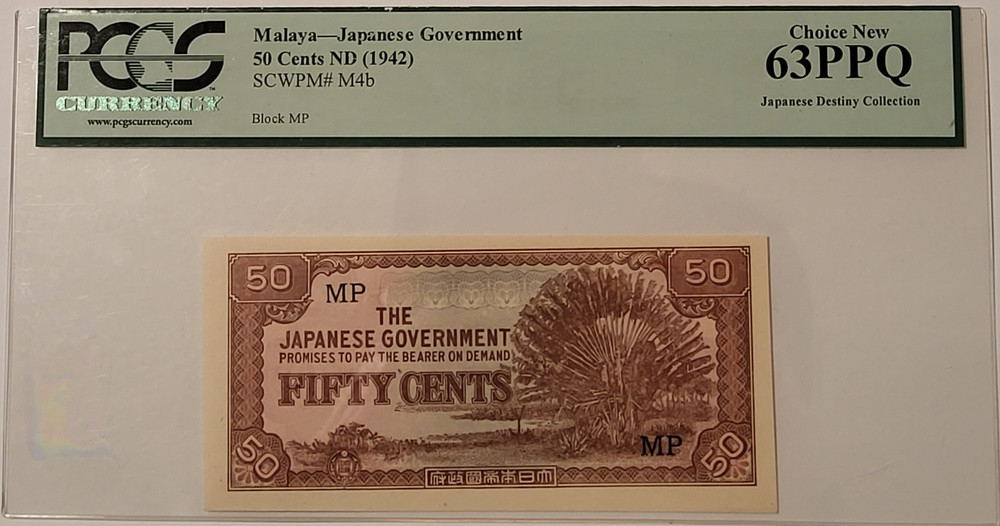 PCGS
CURRENCY
www.pcgscurrency.com
Malaya—Japanese Government
50 Cents ND (1942)
SCWPM# M4b
Block MP
Choice New
63PPQ
Japanese Destiny Collection
50
50
MP
THE
JAPANESE GOVERNMENT
PROMISES TO PAY THE BEARER ON DEMAND
FIFTY CENTS
MP
50
50
府政國帝本日大